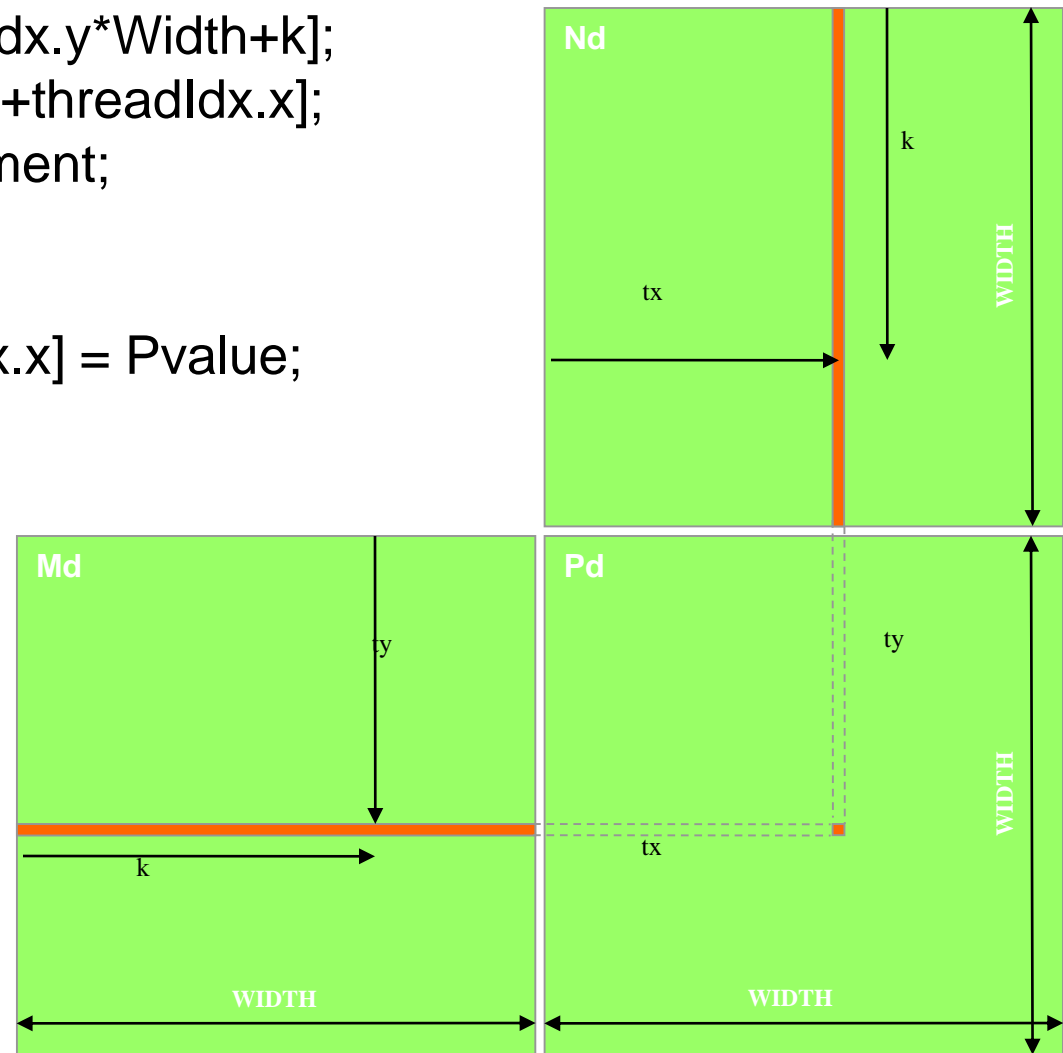 dx.y*Width+k];
+threadIdx.x];
ment;
x.x] = Pvalue;
Nd
k
WIDTH
tx
Md
ty
k
WIDTH
Pd
ty
WIDTH
tx
WIDTH